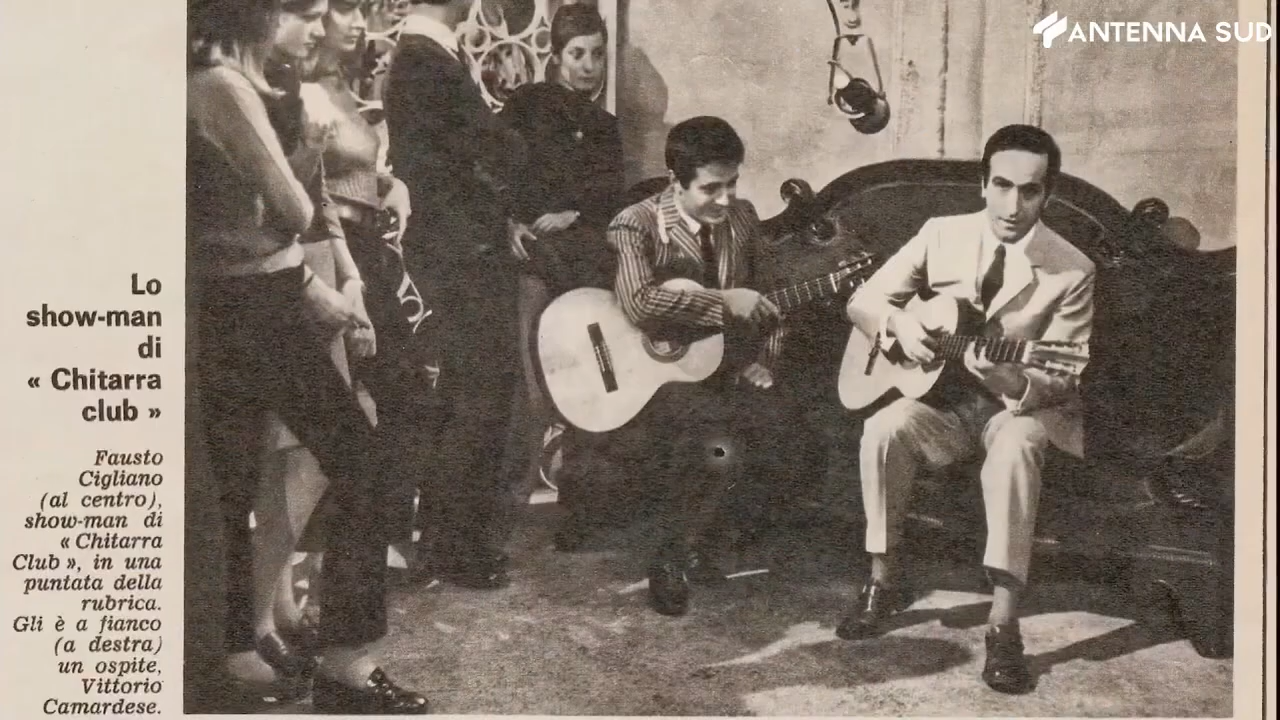 ANTENNA SUD
Lo
show-man
di
« Chitarra
club »
Fausto
Cigliano
(al centro),
show-man di
« Chitarra
Club », in una
puntata della
rubrica.
Gli è a fianco
(a destra)
un ospite,
Vittorio
Camardese.